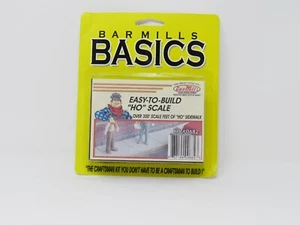 BAR MILLS
BASICS
BarMills
EASY-TO-BUILD
"HO" SCALE
OVER 300' SCALE FEET OF "HO" SIDEWALK
"THE CRAFTSMAN KIT YOU DON'T HAVE TO BE A CRAFTSMAN TO BUILD!"